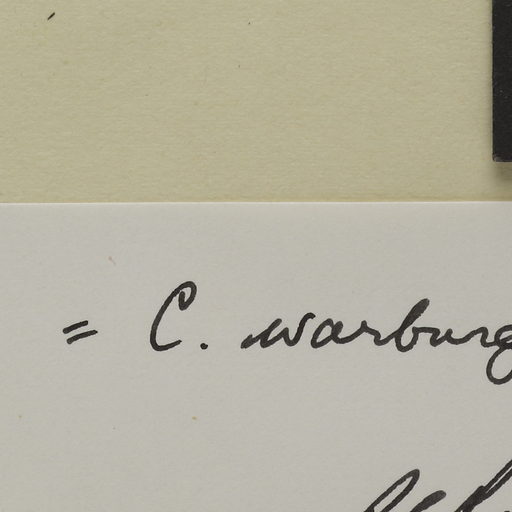 = C. warburg